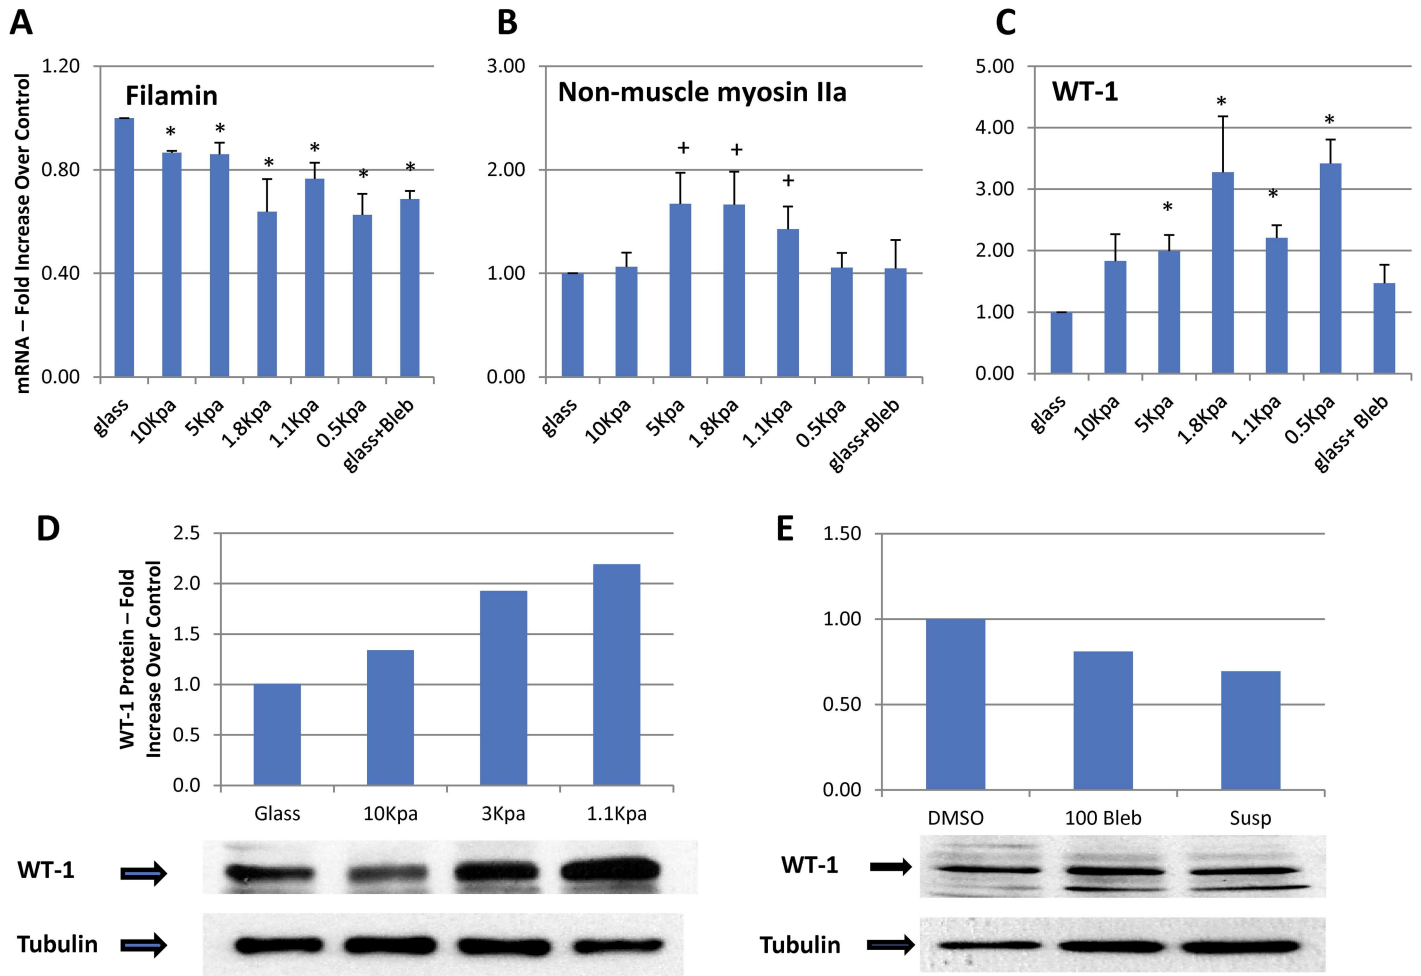 A
B
C
mRNA – Fold Increase Over Control
1.20
0.80
0.40
0.00
Filamin
*
*
*
*
*
*
glass
10Kpa
5Kpa
1.8Kpa
1.1Kpa
0.5Kpa
glass+Bleb
3.00
2.00
1.00
0.00
Non-muscle myosin IIa
+
+
+
glass
10Kpa
5Kpa
1.8Kpa
1.1Kpa
0.5Kpa
glass+Bleb
5.00
4.00
3.00
2.00
1.00
0.00
WT-1
*
*
*
*
glass
10Kpa
5Kpa
1.8Kpa
1.1Kpa
0.5Kpa
glass+ Bleb
D
WT-1 Protein – Fold
Increase Over Control
2.5
2.0
1.5
1.0
0.5
0.0
Glass
10Kpa
3Kpa
1.1Kpa
WT-1
Tubulin
E
1.50
1.00
0.50
0.00
DMSO
100 Bleb
Susp
WT-1
Tubulin